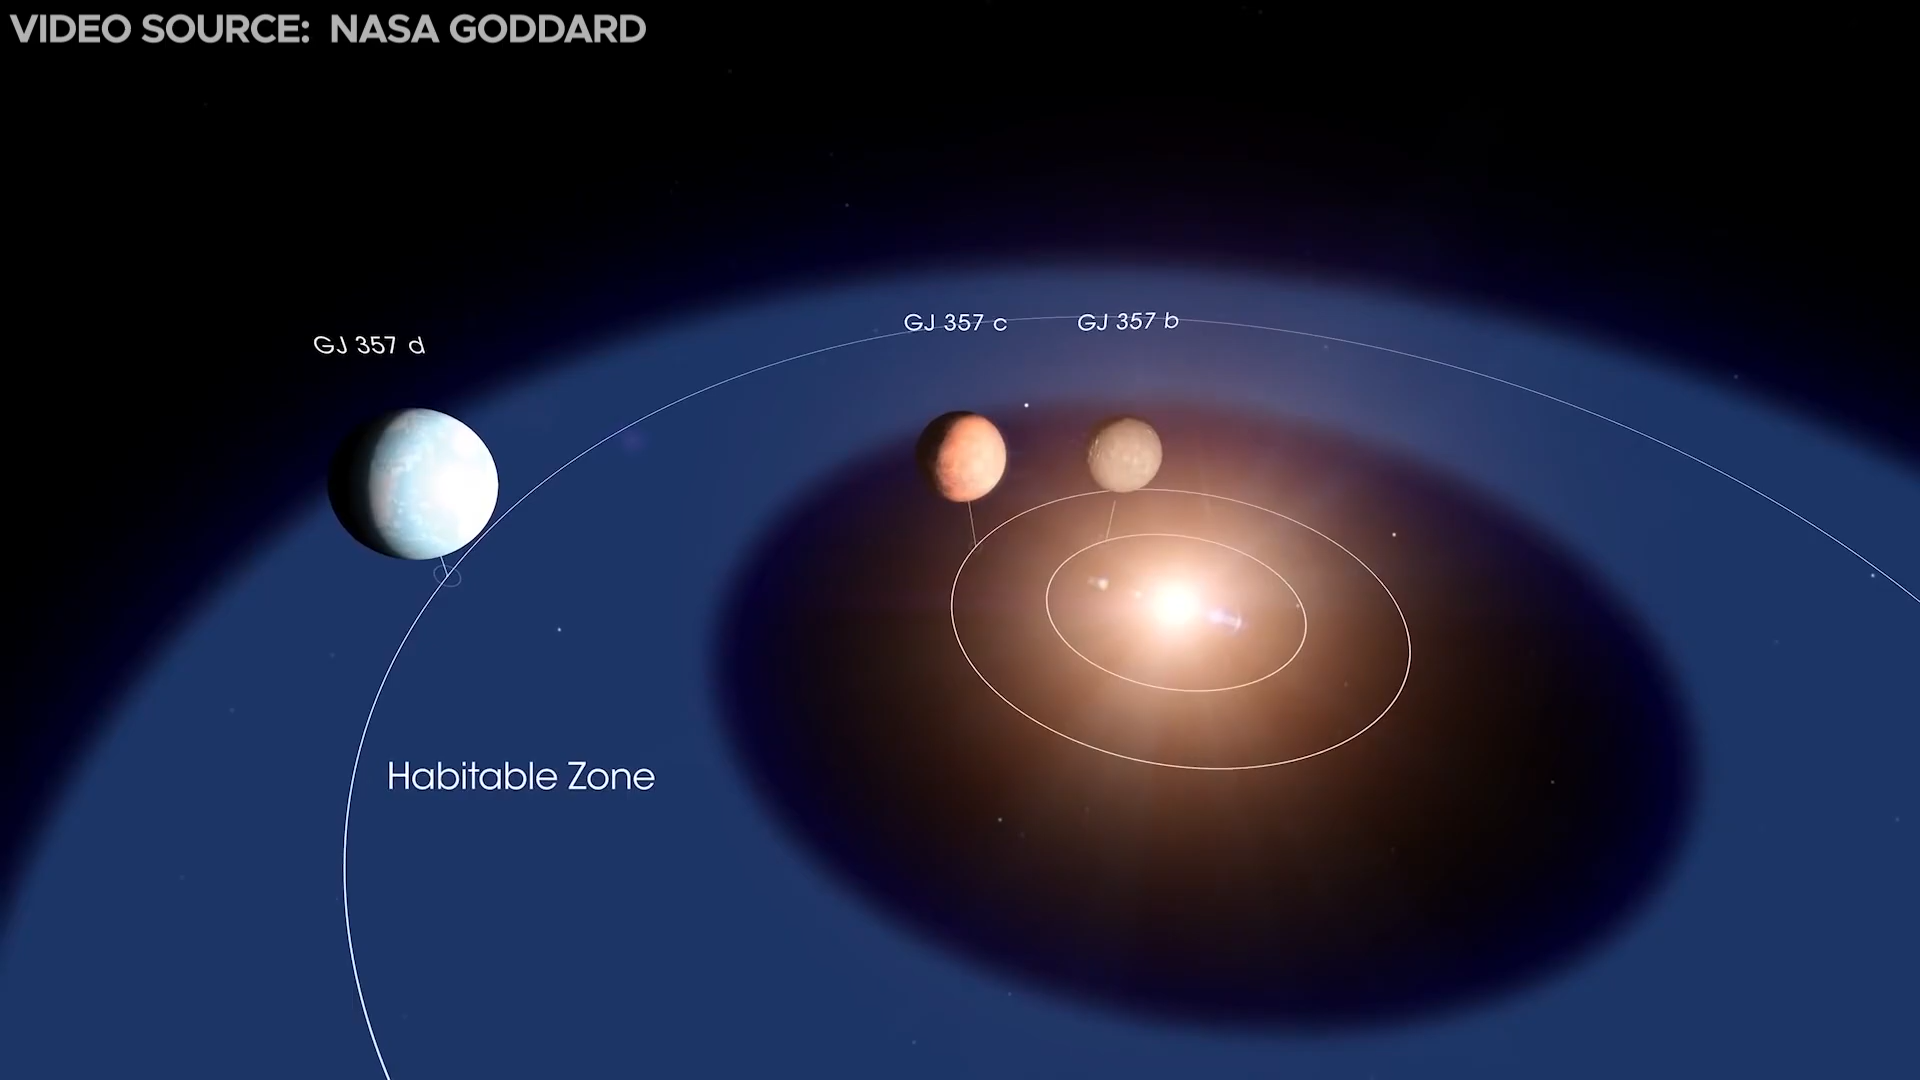 VIDEO SOURCE: NASA GODDARD
GJ 357 c
GJ 357 b
GJ 357 d
Habitable Zone